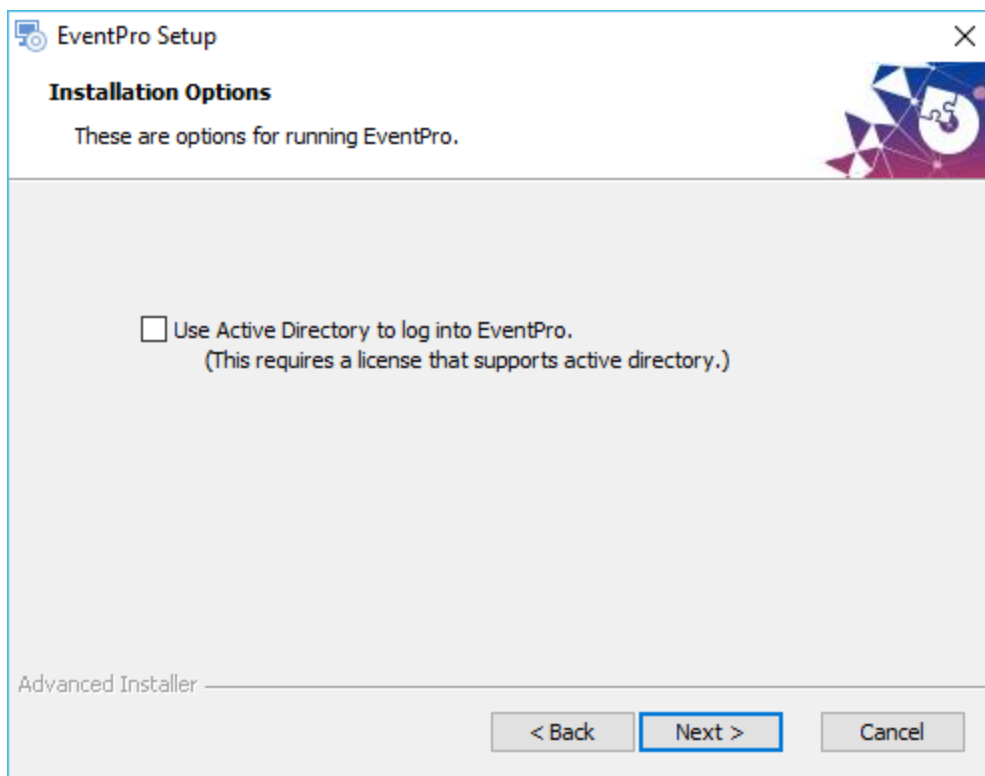 EventPro Setup
Installation Options
These are options for running EventPro.
Use Active Directory to log into EventPro.
(This requires a license that supports active directory.)
Advanced Installer
< Back Next > Cancel